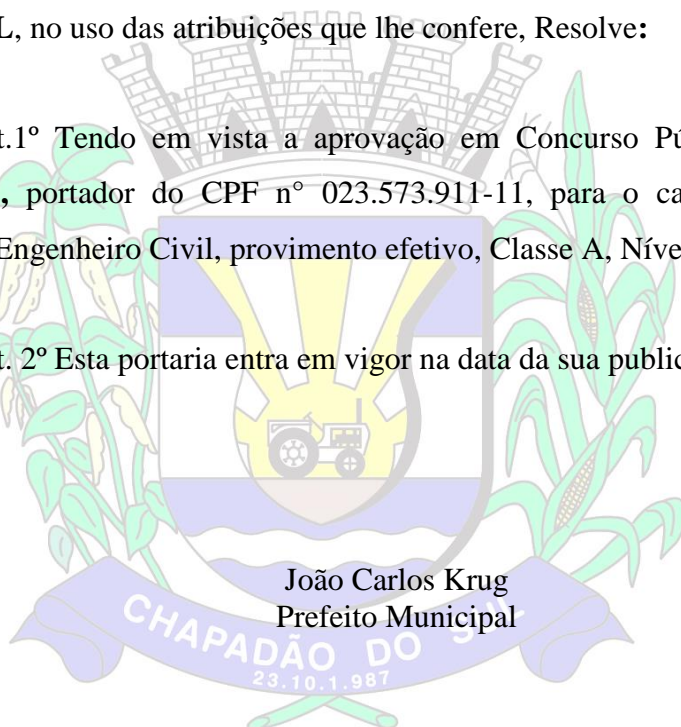 L, no uso das atribuições que lhe confere, Resolve:
t.1º Tendo em vista a aprovação em Concurso Pú
, portador do CPF n° 023.573.911-11, para o ca
Engenheiro Civil, provimento efetivo, Classe A, Níve
t. 2º Esta portaria entra em vigor na data da sua public
João Carlos Krug
Prefeito Municipal
CHAPADÃO DO SUL
23.10.1.987